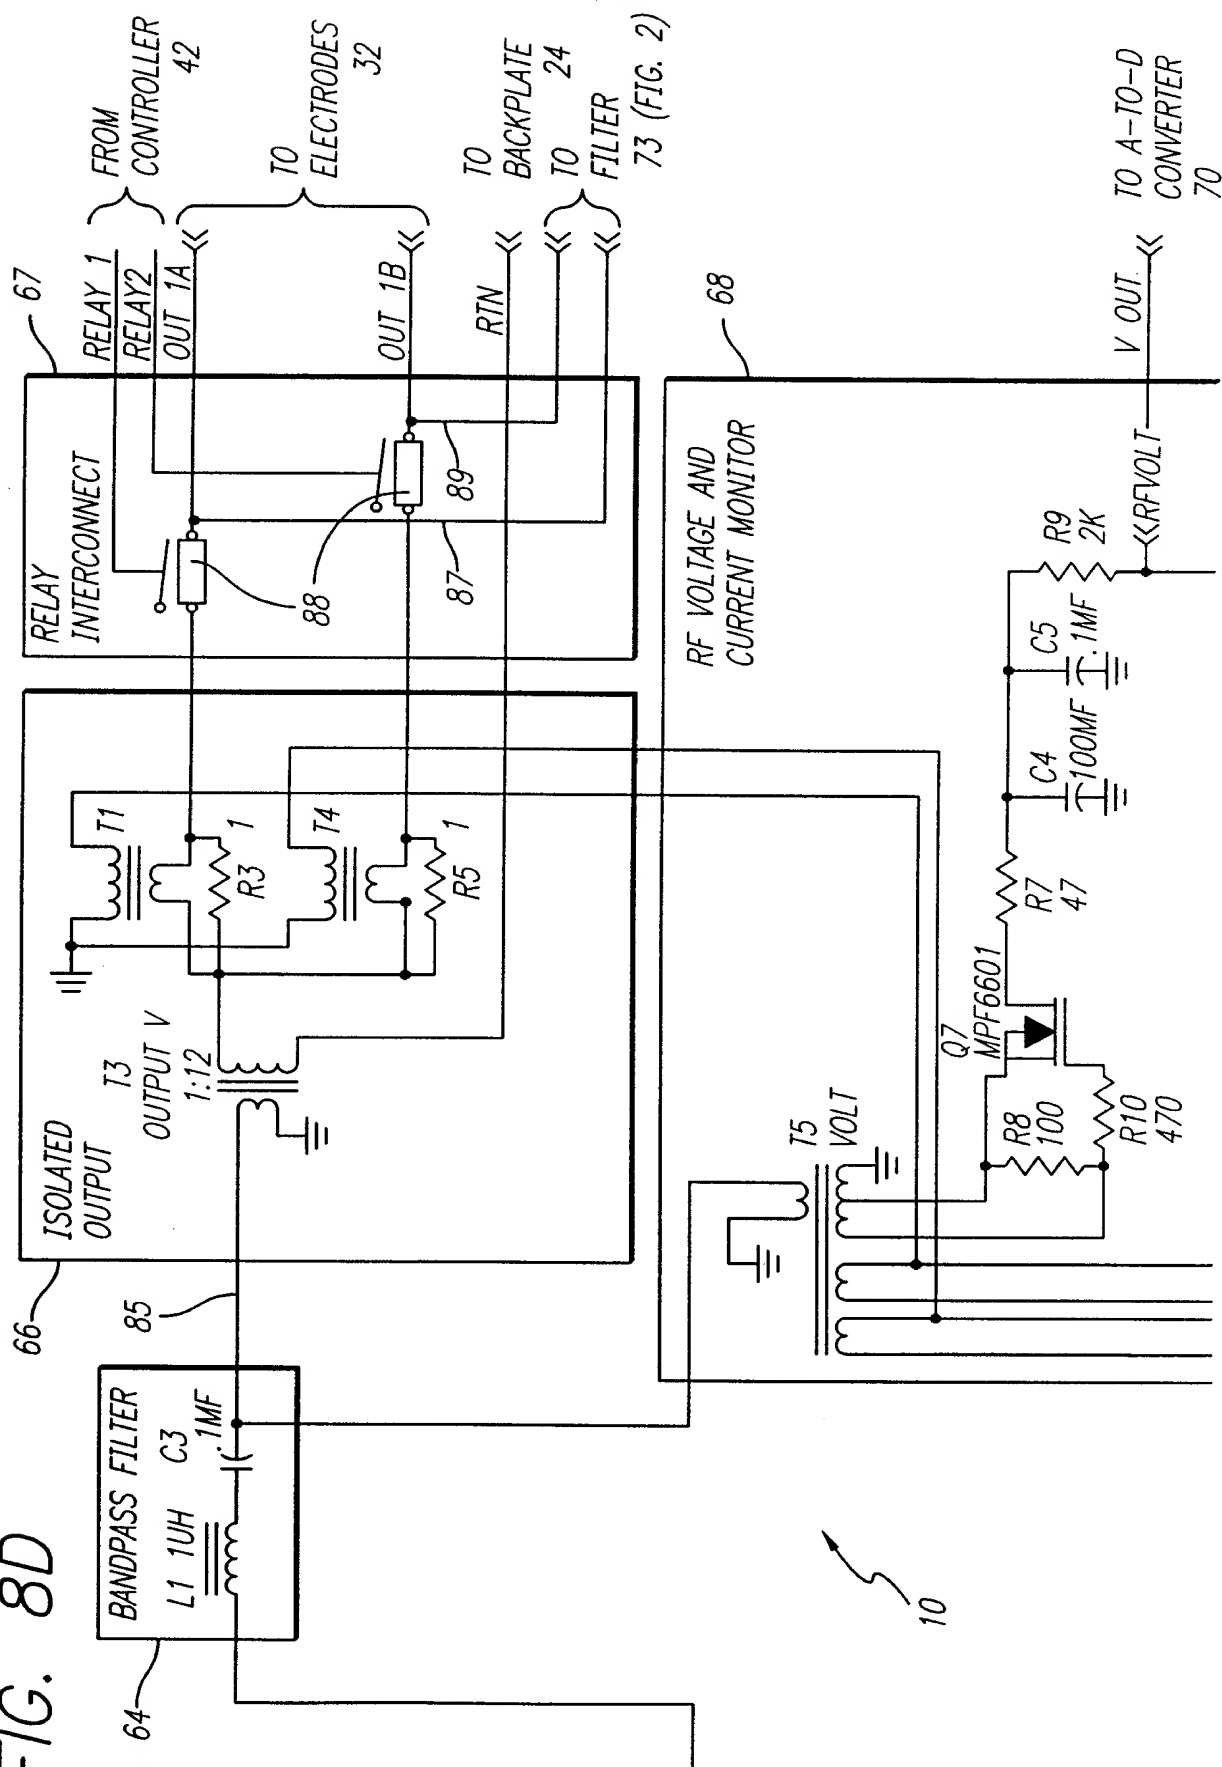 FIG. 8D
64
BANDPASS FILTER
L1 1UH
C3
.1MF
85
66
ISOLATED
OUTPUT
T3
OUTPUT V
1:12
T1
R3
1
T4
R5
1
67
RELAY
INTERCONNECT
88
87
89
RELAY 1
RELAY2
OUT 1A
OUT 1B
RTN
FROM
CONTROLLER
42
TO
ELECTRODES
32
TO
BACKPLATE
24
TO
FILTER
73 (FIG. 2)
68
RF VOLTAGE AND
CURRENT MONITOR
T5
VOLT
R8
100
R10
470
Q7
MPF6601
R7
47
C4
100MF
C5
.1MF
R9
2K
RFVOLT
V OUT
TO A-TO-D
CONVERTER
70
10